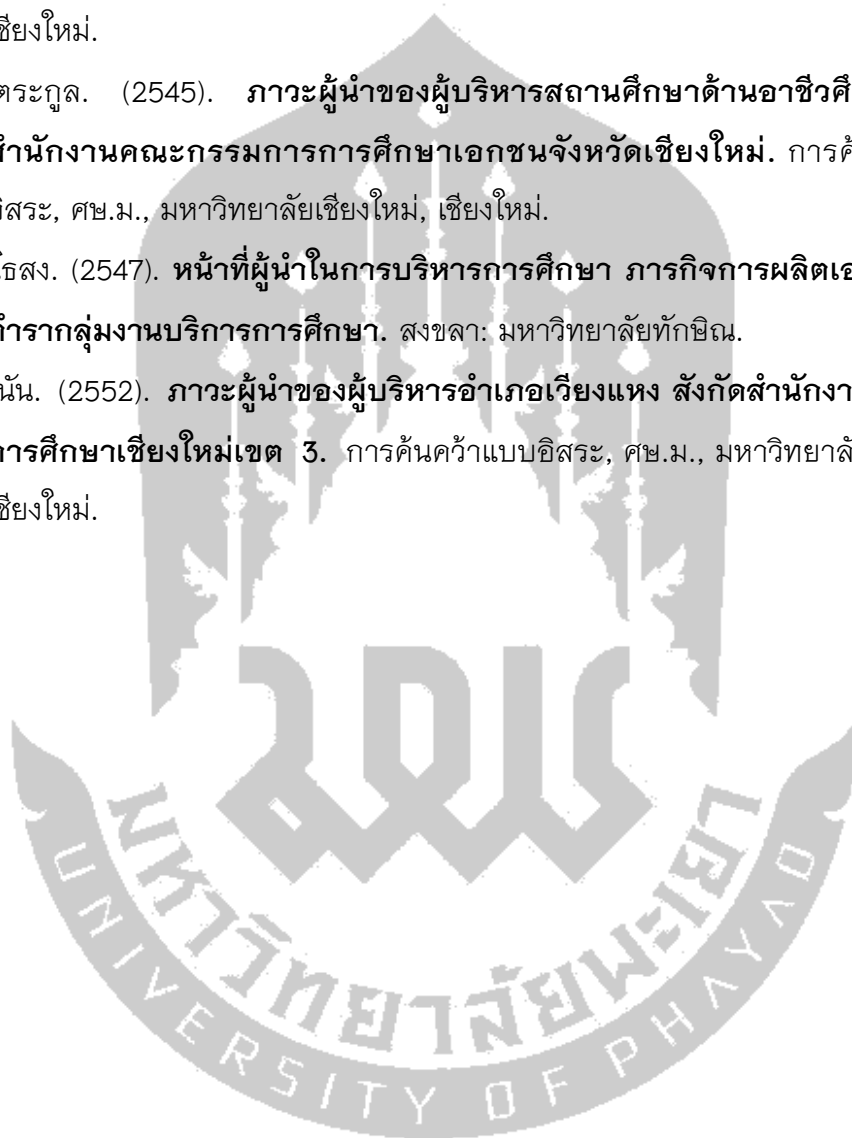 เชียงใหม่.
ตระกูล. (2545). ภาวะผู้นำของผู้บริหารสถานศึกษาด้านอาชีวศึ
สำนักงานคณะกรรมการการศึกษาเอกชนจังหวัดเชียงใหม่. การค้
อิสระ, ศษ.ม., มหาวิทยาลัยเชียงใหม่, เชียงใหม่.
โธสง. (2547). หน้าที่ผู้นำในการบริหารการศึกษา ภารกิจการผลิตเอ
ตำรากลุ่มงานบริการการศึกษา. สงขลา: มหาวิทยาลัยทักษิณ.
นัน. (2552). ภาวะผู้นำของผู้บริหารอำเภอเวียงแหง สังกัดสำนักงา
การศึกษาเชียงใหม่เขต 3. การค้นคว้าแบบอิสระ, ศษ.ม., มหาวิทยาลั
เชียงใหม่.
มพ
มหาวิทยาลัยพะเยา
UNIVERSITY OF PHAYAO